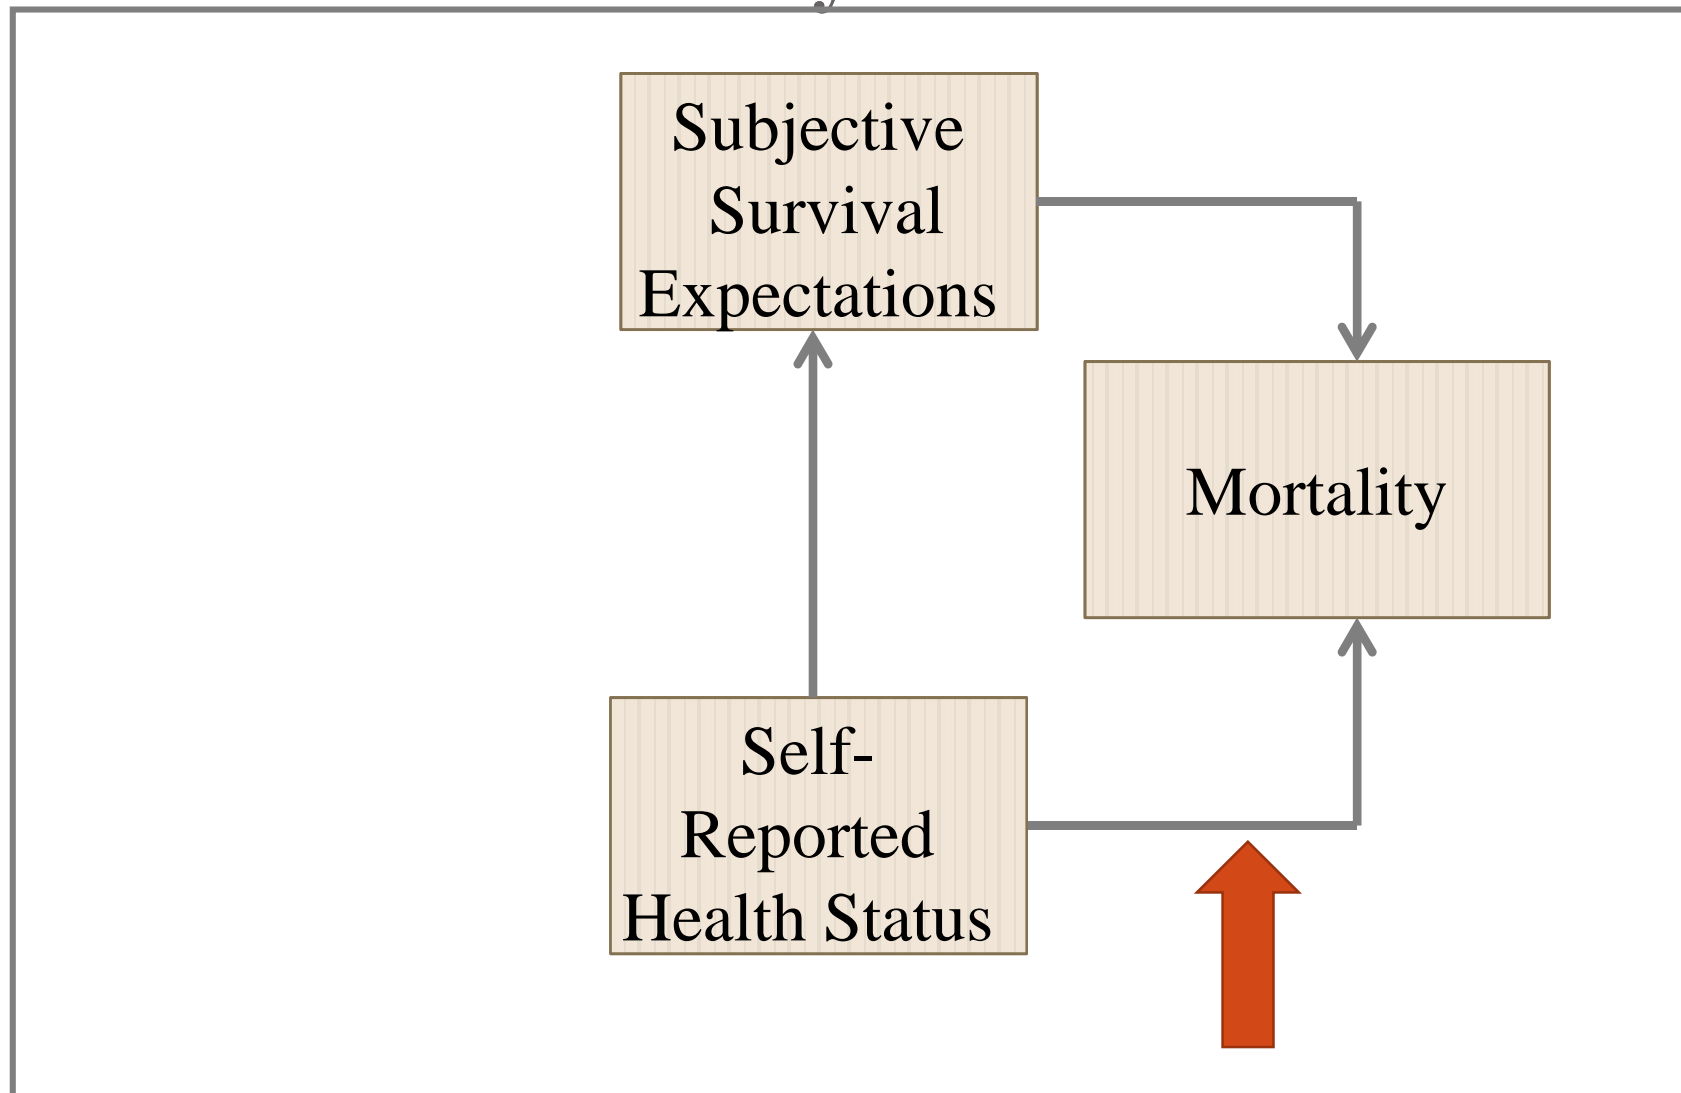 Subjective
Survival
Expectations
Mortality
Self-
Reported
Health Status